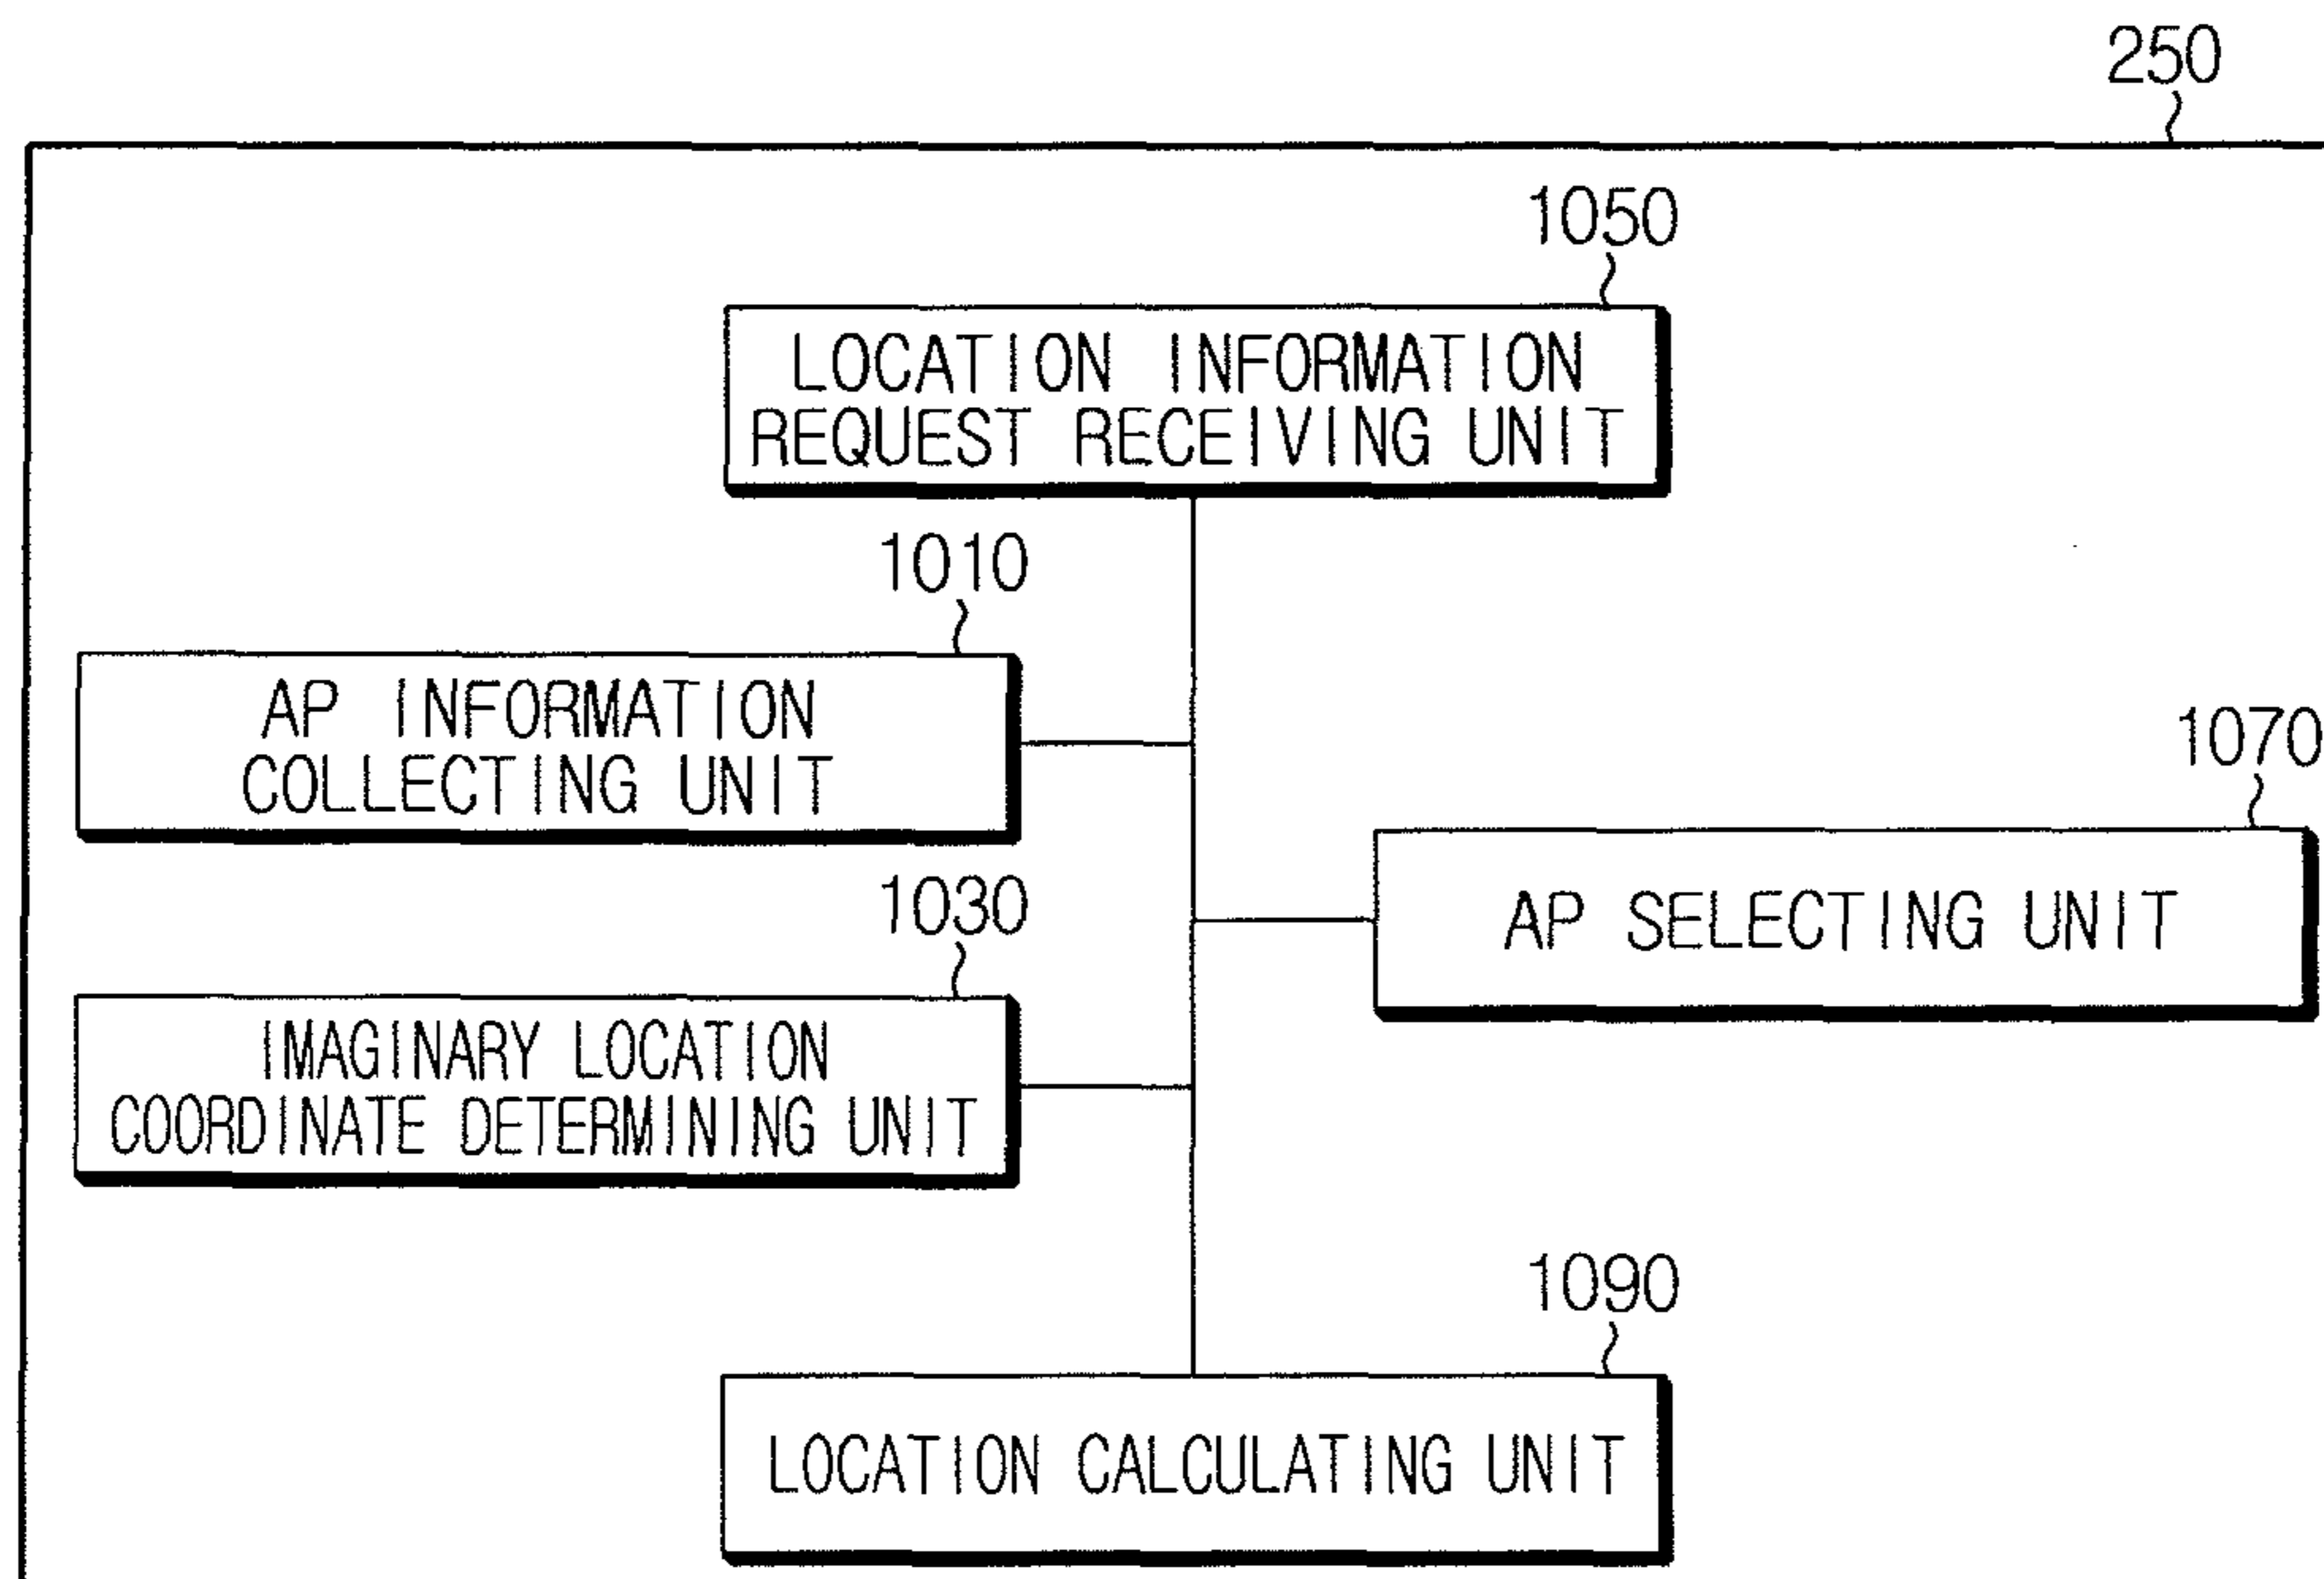 250
1050
LOCATION INFORMATION
REQUEST RECEIVING UNIT
1010
AP INFORMATION
COLLECTING UNIT
1070
AP SELECTING UNIT
1030
IMAGINARY LOCATION
COORDINATE DETERMINING UNIT
1090
LOCATION CALCULATING UNIT